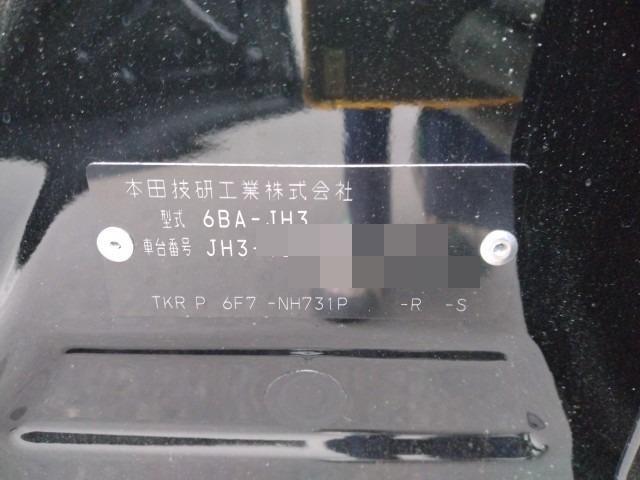 本田技研工業株式会社
型式 6BA-JH3
車台番号 JH3-
TKR P 6F7 -NH731P -R -S